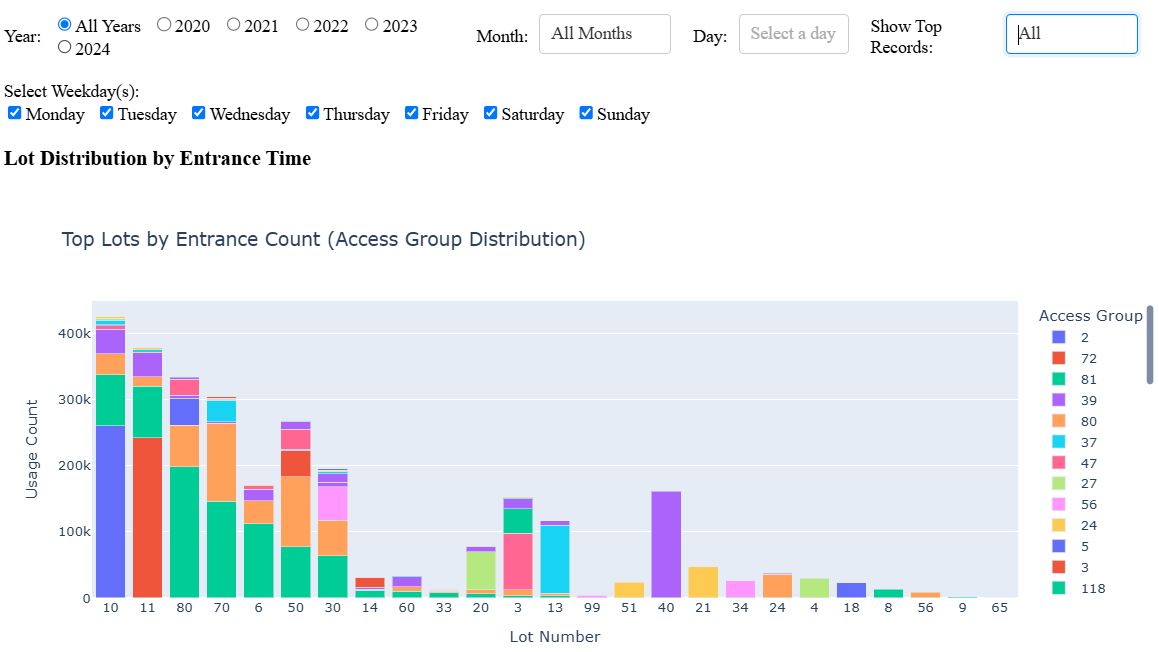 Year: All Years 2020 2021 2022 2023
2024
Month: All Months
Day: Select a day
Show Top
Records:
All
Select Weekday(s):
Monday Tuesday Wednesday Thursday Friday Saturday Sunday
Lot Distribution by Entrance Time
Top Lots by Entrance Count (Access Group Distribution)
Usage Count
400k
300k
200k
100k
0
10 11 80 70 6 50 30 14 60 33 20 3 13 99 51 40 21 34 24 4 18 8 56 9 65
Lot Number
Access Group
2
72
81
39
80
37
47
27
56
24
5
3
118